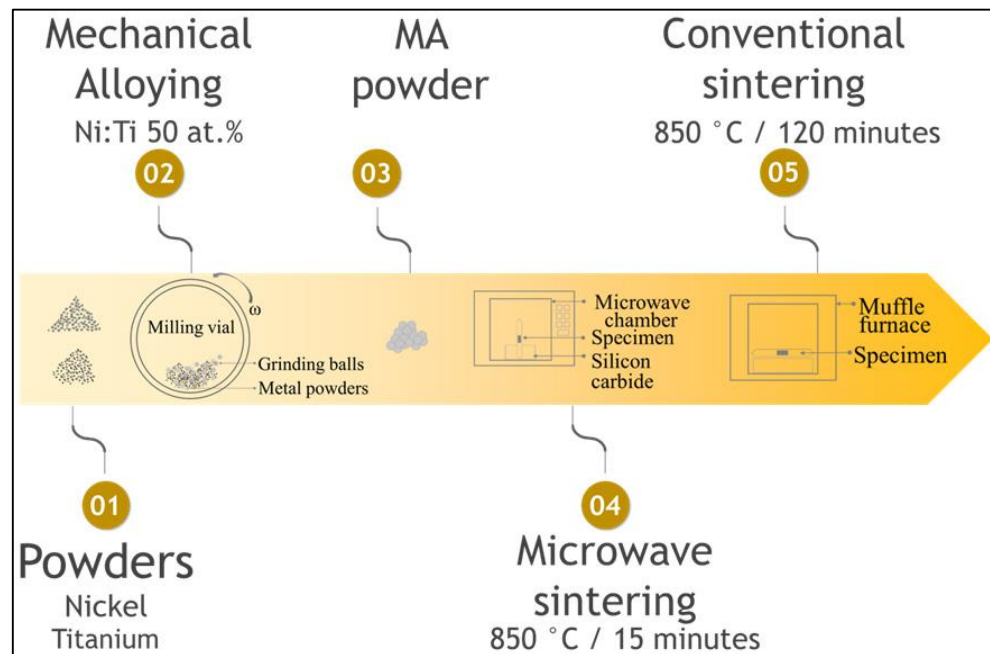 Mechanical
Alloying
Ni:Ti 50 at.%
02
MA
powder
03
Conventional
sintering
850 °C / 120 minutes
05
Milling vial
ω
Grinding balls
Metal powders
Microwave
chamber
Specimen
Silicon
carbide
Muffle
furnace
Specimen
01
Powders
Nickel
Titanium
04
Microwave
sintering
850 °C / 15 minutes